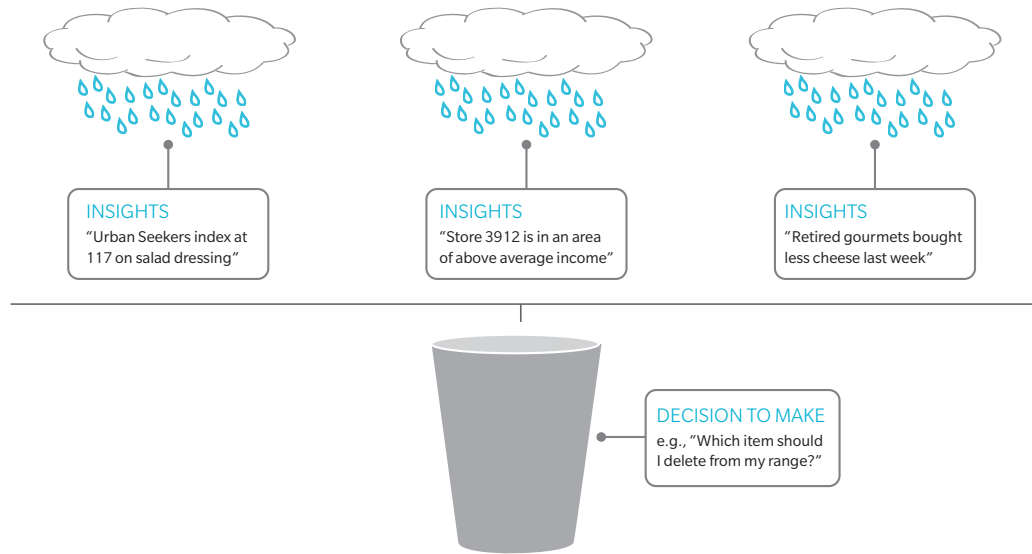 INSIGHTS
“Urban Seekers index at
117 on salad dressing”
INSIGHTS
“Store 3912 is in an area
of above average income”
INSIGHTS
“Retired gourmets bought
less cheese last week”
DECISION TO MAKE
e.g., “Which item should
I delete from my range?”